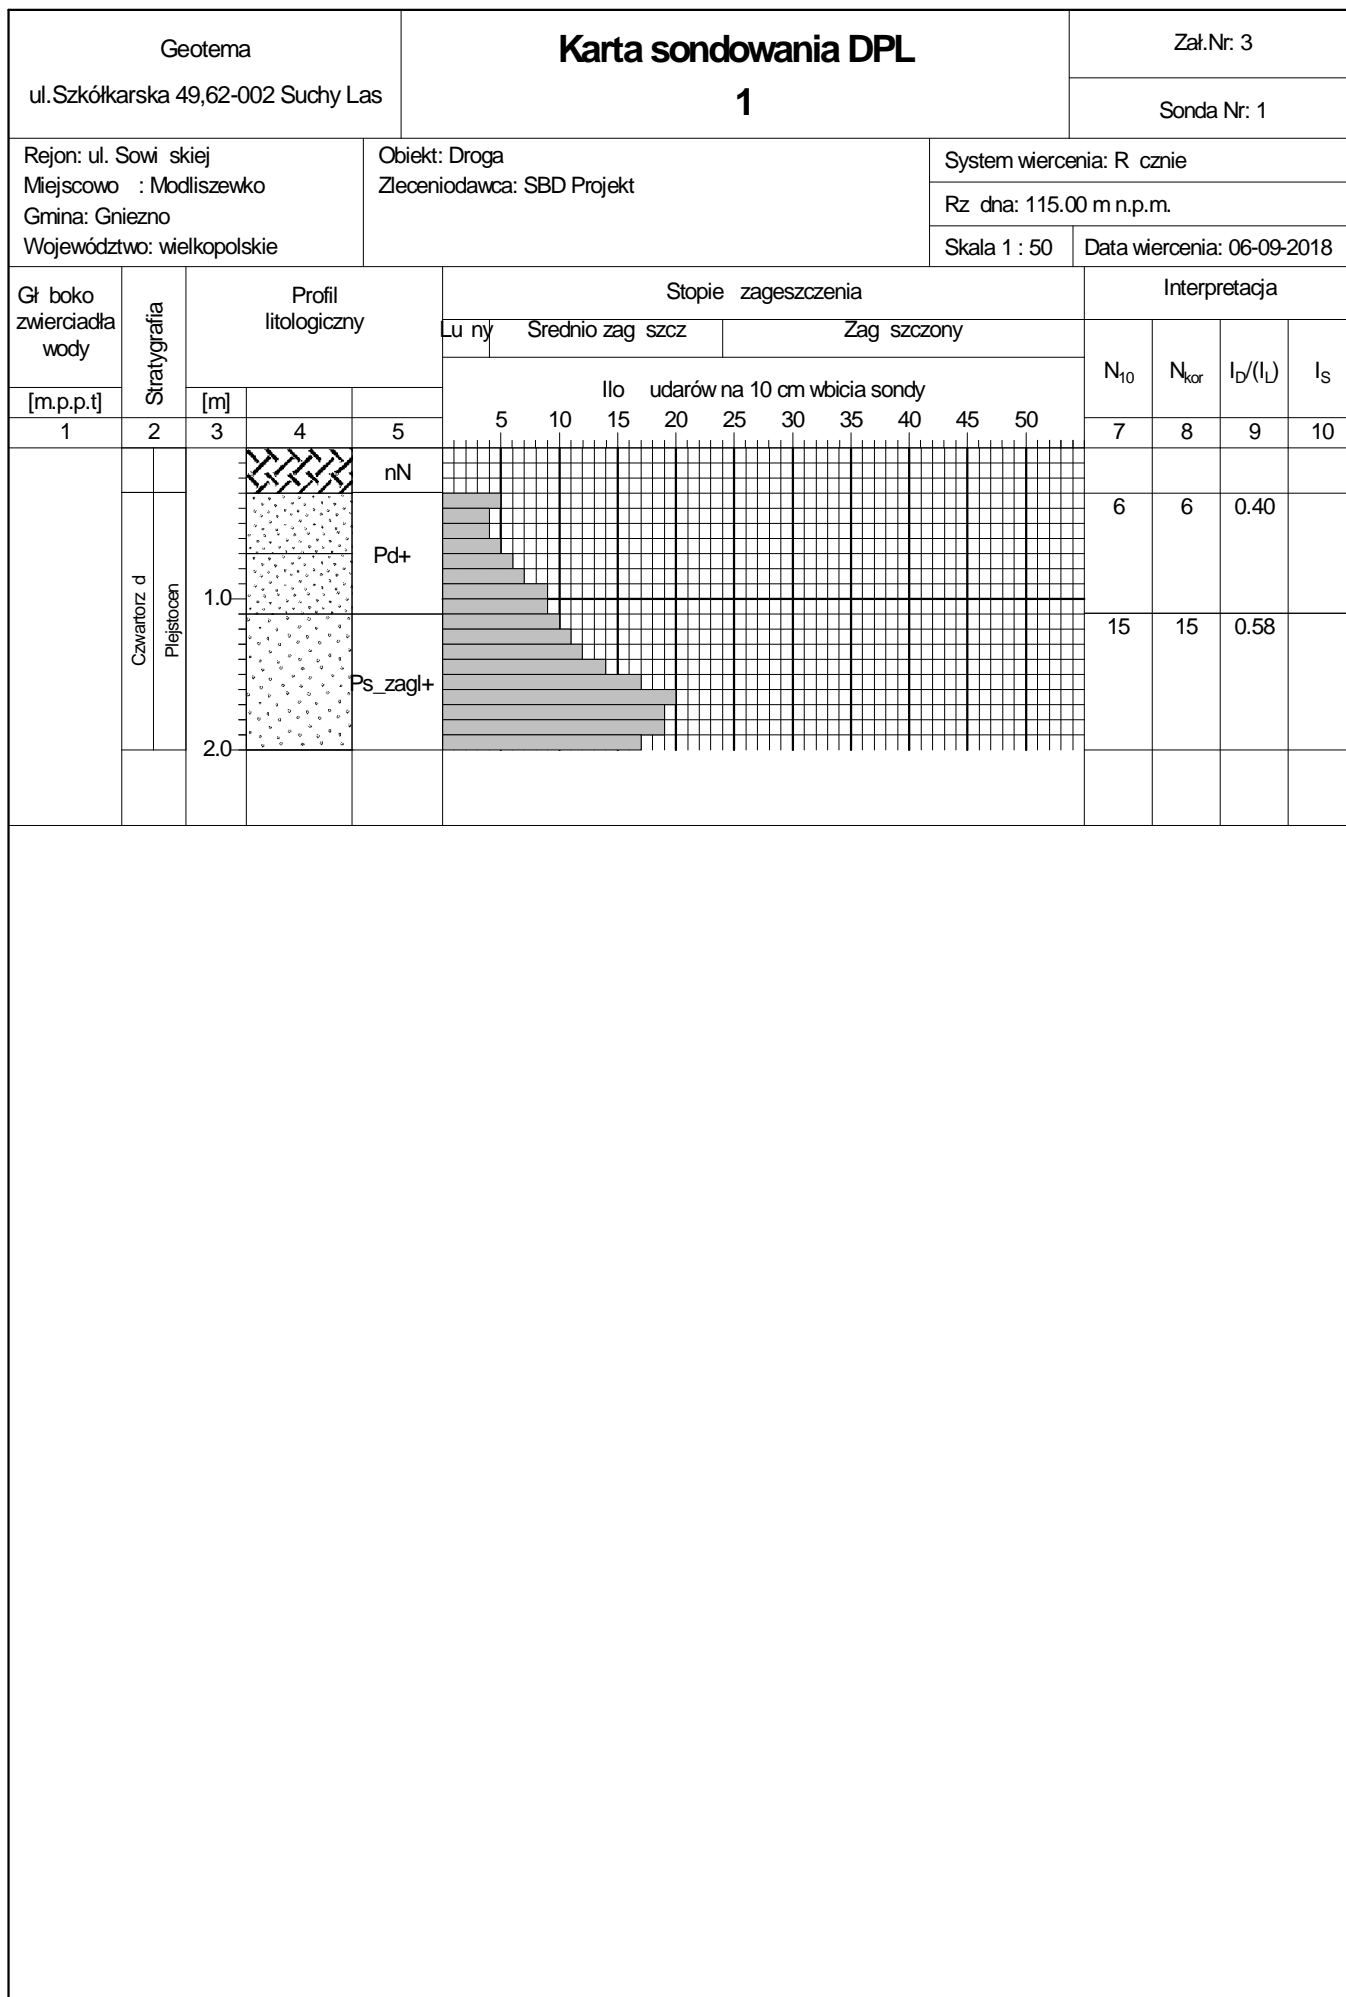 Geotema
ul.Szkółkarska 49,62-002 Suchy Las
Karta sondowania DPL
1
Zał.Nr: 3
Sonda Nr: 1
Rejon: ul. Sowi skiej
Miejscowo : Modliszewko
Gmina: Gniezno
Województwo: wielkopolskie
Obiekt: Droga
Zleceniodawca: SBD Projekt
System wiercenia: R cznie
Rz dna: 115.00 m n.p.m.
Skala 1 : 50
Data wiercenia: 06-09-2018
Gł boko
zwierciadła
wody
[m.p.p.t]
Stratygrafia
Profil
litologiczny
[m]
Stopie zageszczenia
Lu ny
Srednio zag szcz
Zag szczony
Ilo udarów na 10 cm wbicia sondy
5 10 15 20 25 30 35 40 45 50
Interpretacja
N10 Nkor ID/(IL) IS
1 2 3 4 5 7 8 9 10
nN
Czwartorz d
Plejstocen
Pd+
6 6 0.40
1.0
Ps_zagl+
15 15 0.58
2.0